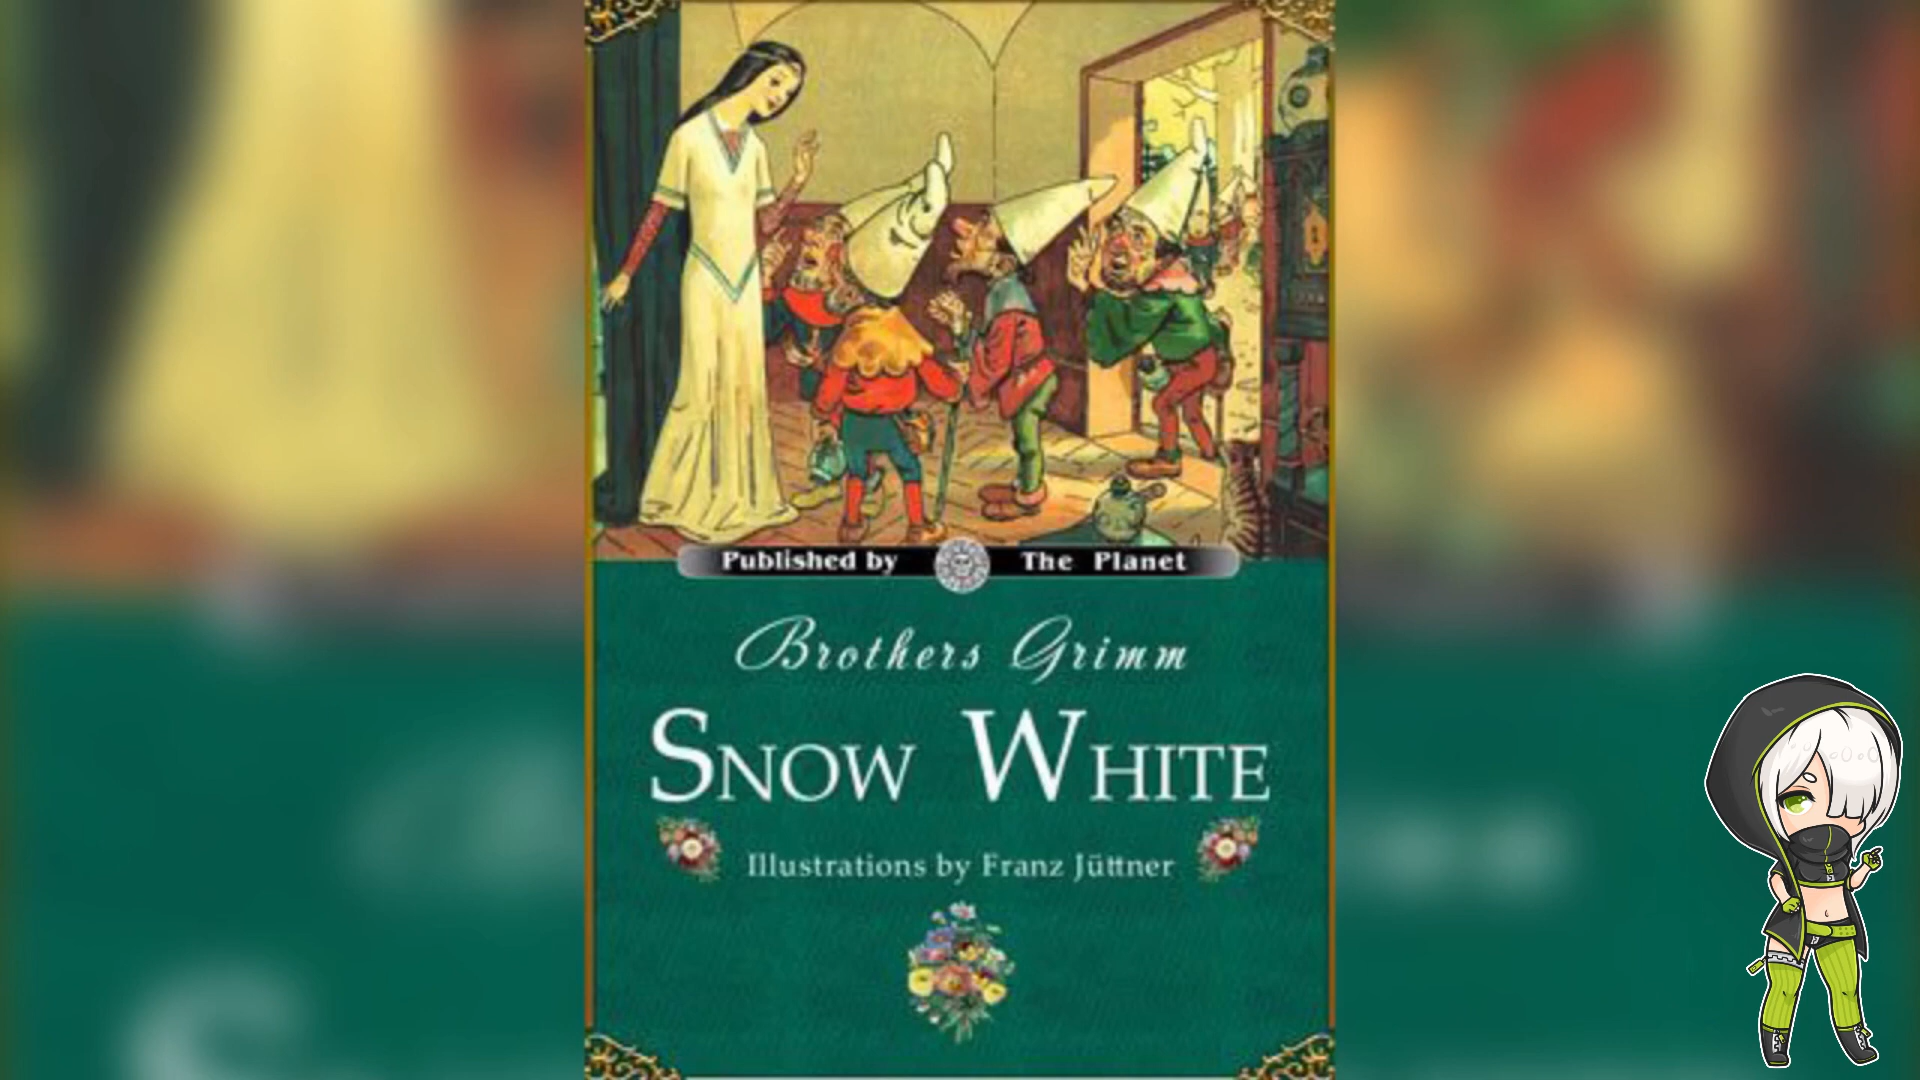 Published by The Planet
Brothers Grimm
SNOW WHITE
Illustrations by Franz Jüttner